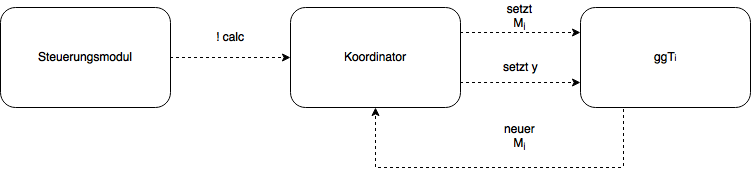 Steuerungsmodul
! calc
Koordinator
setzt
Mᵢ
setzt y
ggTᵢ
neuer
Mᵢ